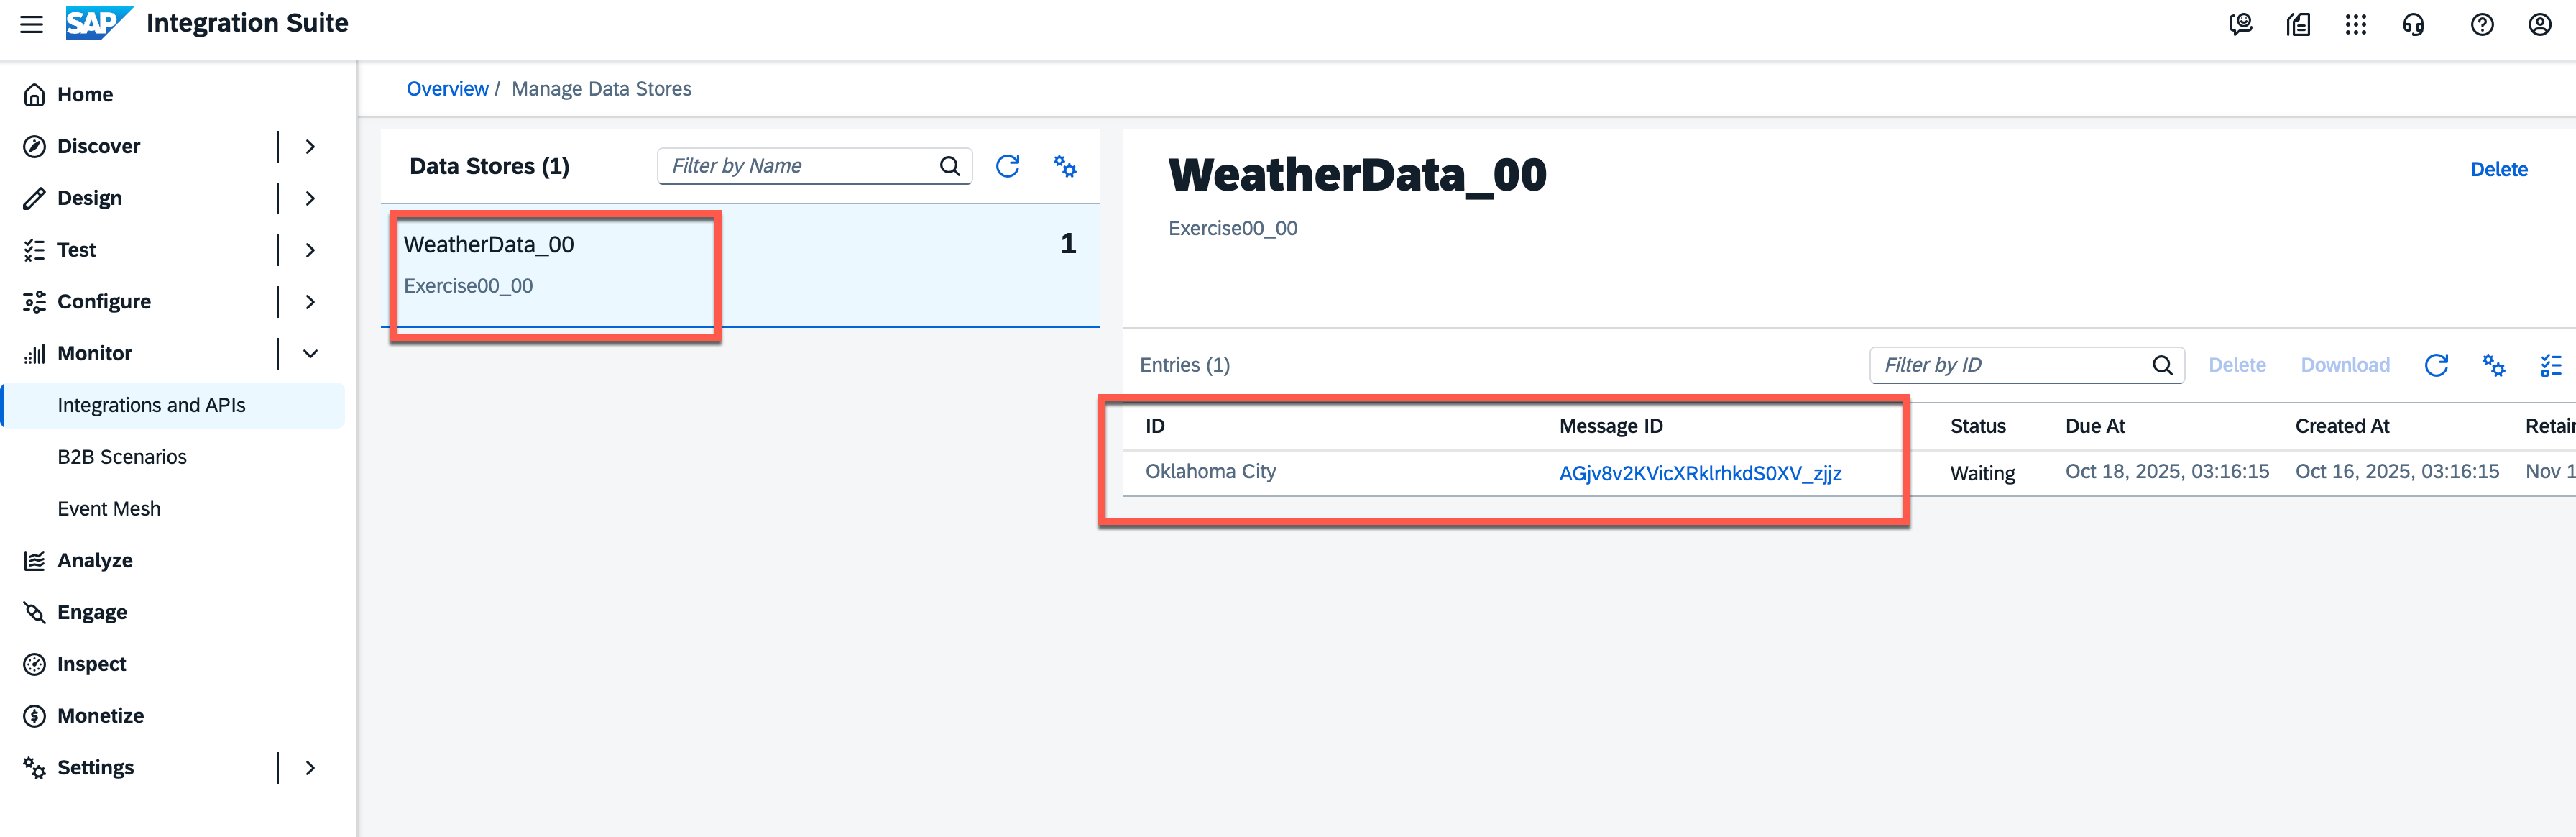 SAP Integration Suite
Home
Discover
Design
Test
Configure
Monitor
Integrations and APIs
B2B Scenarios
Event Mesh
Analyze
Engage
Inspect
Monetize
Settings
Overview / Manage Data Stores
Data Stores (1) Filter by Name
WeatherData_00 1
Exercise00_00
WeatherData_00 Delete
Exercise00_00
Entries (1) Filter by ID Delete Download
ID Message ID Status Due At Created At Retain
Oklahoma City AGjv8v2KVicXRklrhkdS0XV_zjjz Waiting Oct 18, 2025, 03:16:15 Oct 16, 2025, 03:16:15 Nov 1